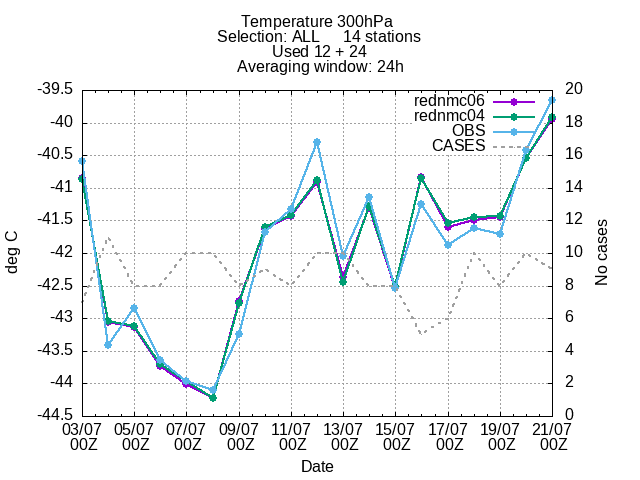 Temperature 300hPa
Selection: ALL 14 stations
Used 12 + 24
Averaging window: 24h
rednmc06
rednmc04
OBS
CASES
-39.5
-40
-40.5
-41
-41.5
-42
-42.5
-43
-43.5
-44
-44.5
20
18
16
14
12
10
8
6
4
2
0
deg C
No cases
03/07 05/07 07/07 09/07 11/07 13/07 15/07 17/07 19/07 21/07
00Z 00Z 00Z 00Z 00Z 00Z 00Z 00Z 00Z 00Z
Date